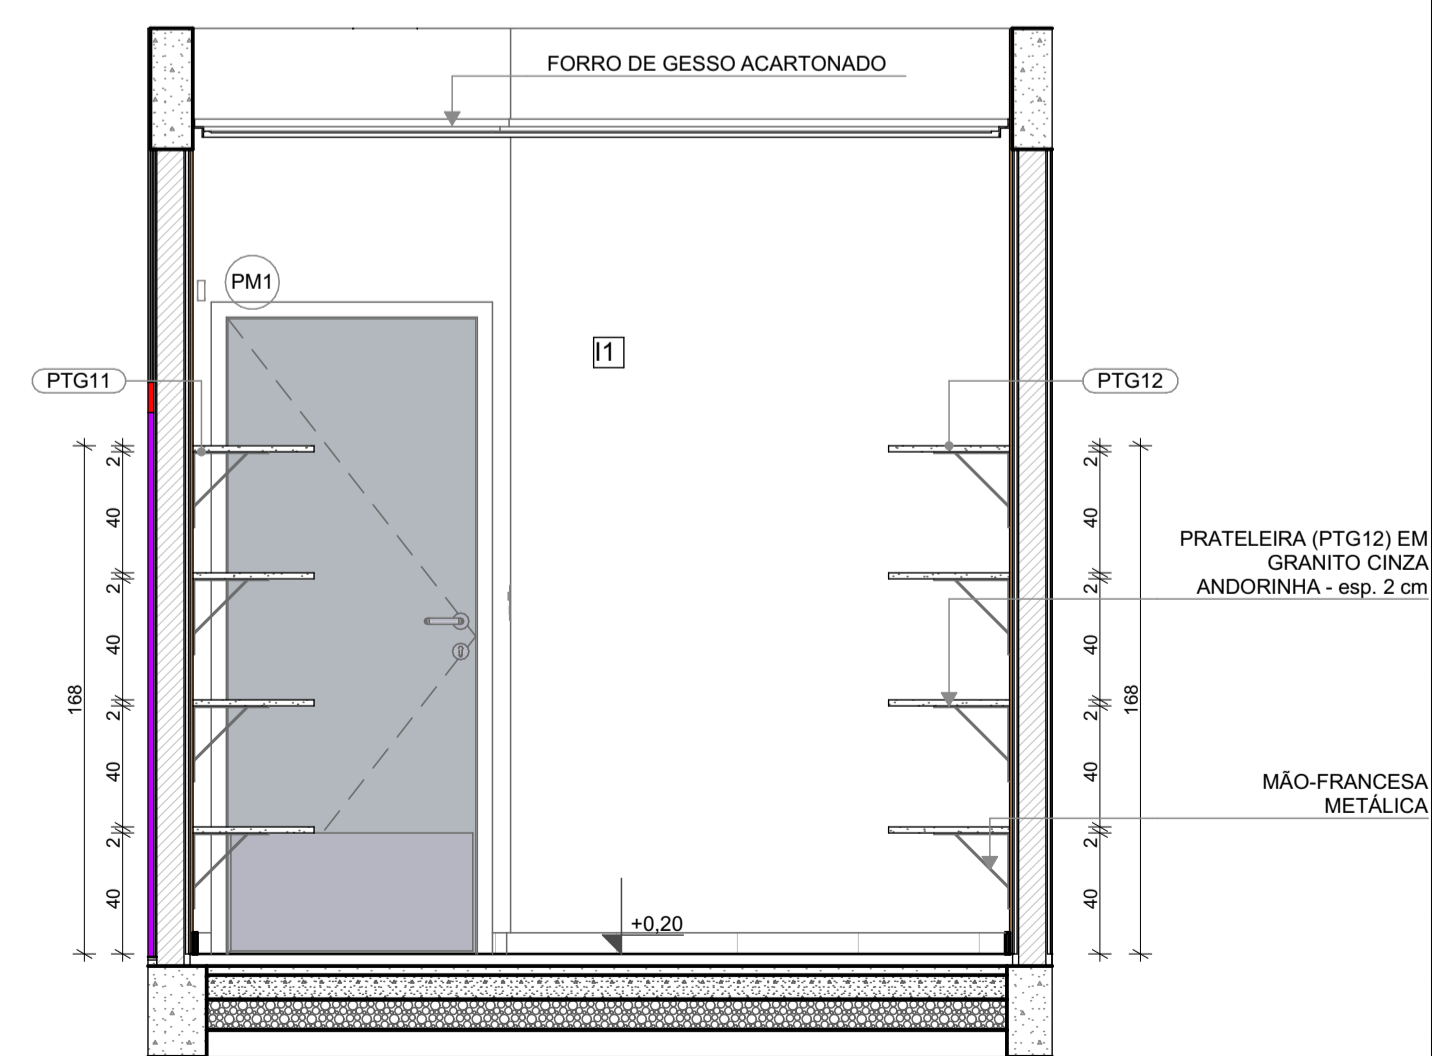 FORRO DE GESSO ACARTONADO
PM1
I1
PTG11
PTG12
2
40
2
40
2
40
2
40
168
2
40
2
40
2
40
2
40
168
PRATELEIRA (PTG12) EM
GRANITO CINZA
ANDORINHA - esp. 2 cm
MÃO-FRANCESA
METÁLICA
+0,20